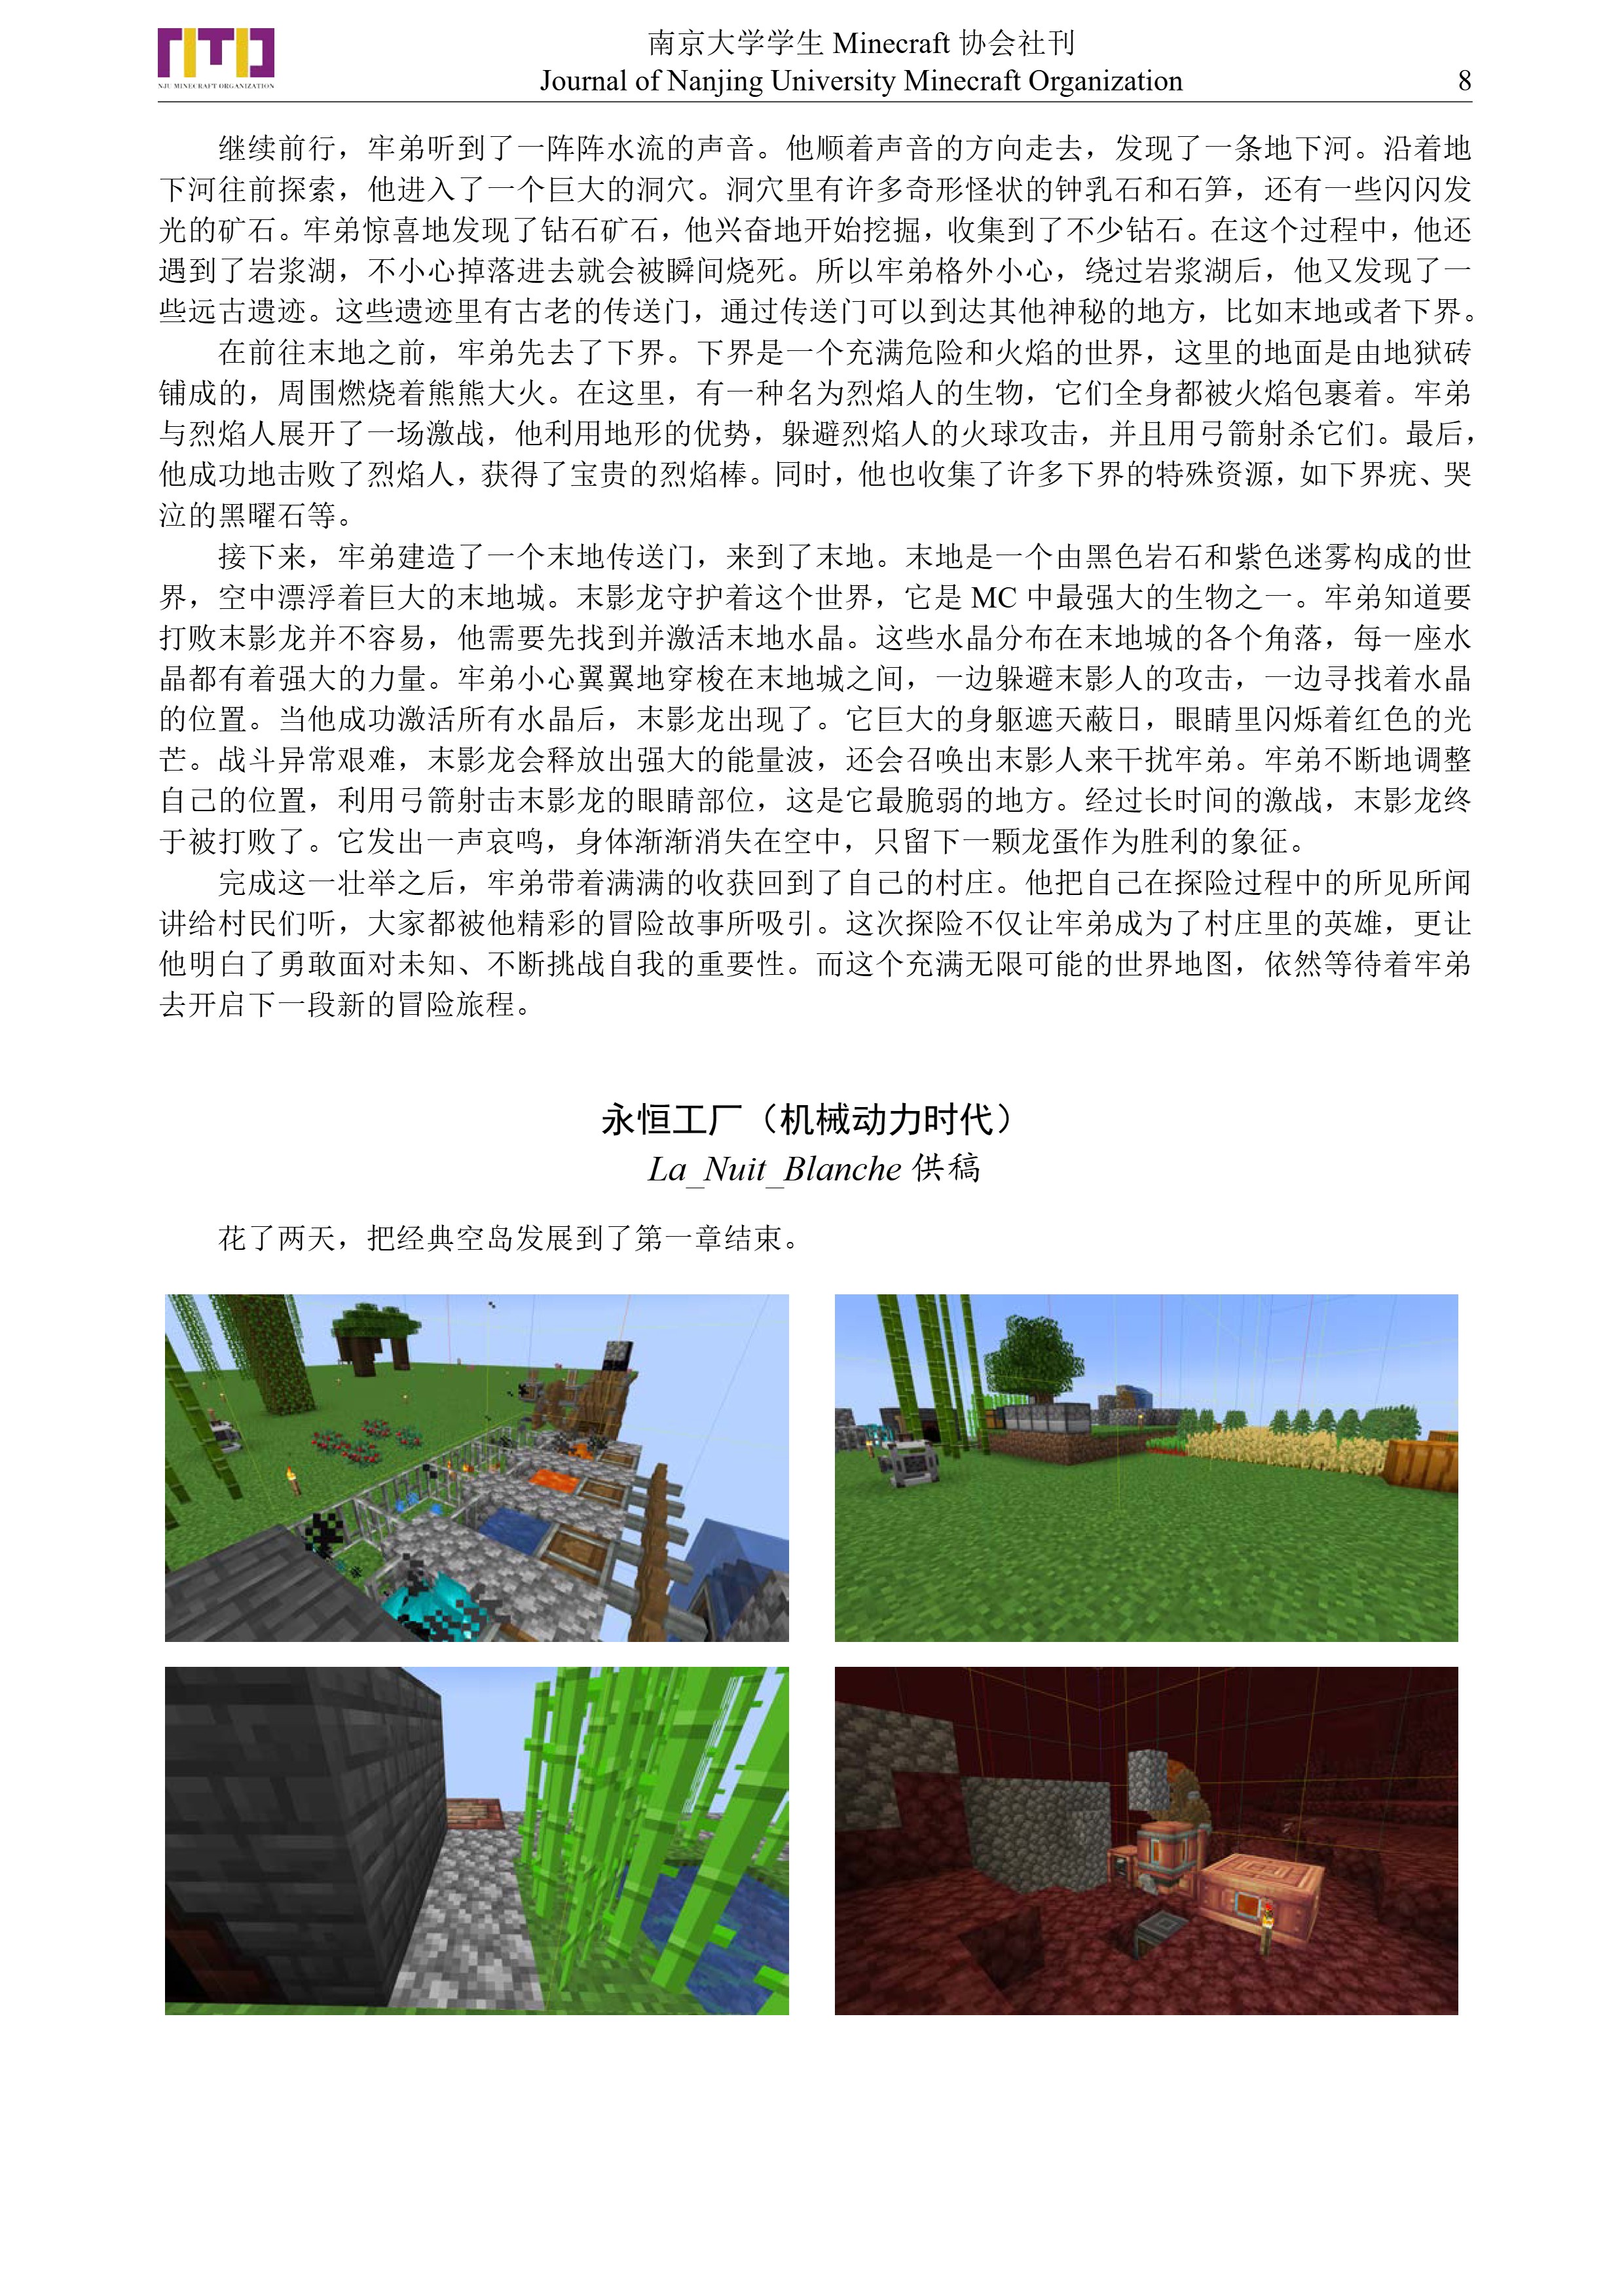 NJU MINECRAFT ORGANIZATION
南京大学学生 Minecraft 协会社刊
Journal of Nanjing University Minecraft Organization
8
继续前行，牢弟听到了一阵阵水流的声音。他顺着声音的方向走去，发现了一条地下河。沿着地
下河往前探索，他进入了一个巨大的洞穴。洞穴里有许多奇形怪状的钟乳石和石笋，还有一些闪闪发
光的矿石。牢弟惊喜地发现了钻石矿石，他兴奋地开始挖掘，收集到了不少钻石。在这个过程中，他还
遇到了岩浆湖，不小心掉落进去就会被瞬间烧死。所以牢弟格外小心，绕过岩浆湖后，他又发现了一
些远古遗迹。这些遗迹里有古老的传送门，通过传送门可以到达其他神秘的地方，比如末地或者下界。
在前往末地之前，牢弟先去了下界。下界是一个充满危险和火焰的世界，这里的地面是由地狱砖
铺成的，周围燃烧着熊熊大火。在这里，有一种名为烈焰人的生物，它们全身都被火焰包裹着。牢弟
与烈焰人展开了一场激战，他利用地形的优势，躲避烈焰人的火球攻击，并且用弓箭射杀它们。最后，
他成功地击败了烈焰人，获得了宝贵的烈焰棒。同时，他也收集了许多下界的特殊资源，如下界疣、哭
泣的黑曜石等。
接下来，牢弟建造了一个末地传送门，来到了末地。末地是一个由黑色岩石和紫色迷雾构成的世
界，空中漂浮着巨大的末地城。末影龙守护着这个世界，它是 MC 中最强大的生物之一。牢弟知道要
打败末影龙并不容易，他需要先找到并激活末地水晶。这些水晶分布在末地城的各个角落，每一座水
晶都有着强大的力量。牢弟小心翼翼地穿梭在末地城之间，一边躲避末影人的攻击，一边寻找着水晶
的位置。当他成功激活所有水晶后，末影龙出现了。它巨大的身躯遮天蔽日，眼睛里闪烁着红色的光
芒。战斗异常艰难，末影龙会释放出强大的能量波，还会召唤出末影人来干扰牢弟。牢弟不断地调整
自己的位置，利用弓箭射击末影龙的眼睛部位，这是它最脆弱的地方。经过长时间的激战，末影龙终
于被打败了。它发出一声哀鸣，身体渐渐消失在空中，只留下一颗龙蛋作为胜利的象征。
完成这一壮举之后，牢弟带着满满的收获回到了自己的村庄。他把自己在探险过程中的所见所闻
讲给村民们听，大家都被他精彩的冒险故事所吸引。这次探险不仅让牢弟成为了村庄里的英雄，更让
他明白了勇敢面对未知、不断挑战自我的重要性。而这个充满无限可能的世界地图，依然等待着牢弟
去开启下一段新的冒险旅程。
永恒工厂（机械动力时代）
La_Nuit_Blanche 供稿
花了两天，把经典空岛发展到了第一章结束。